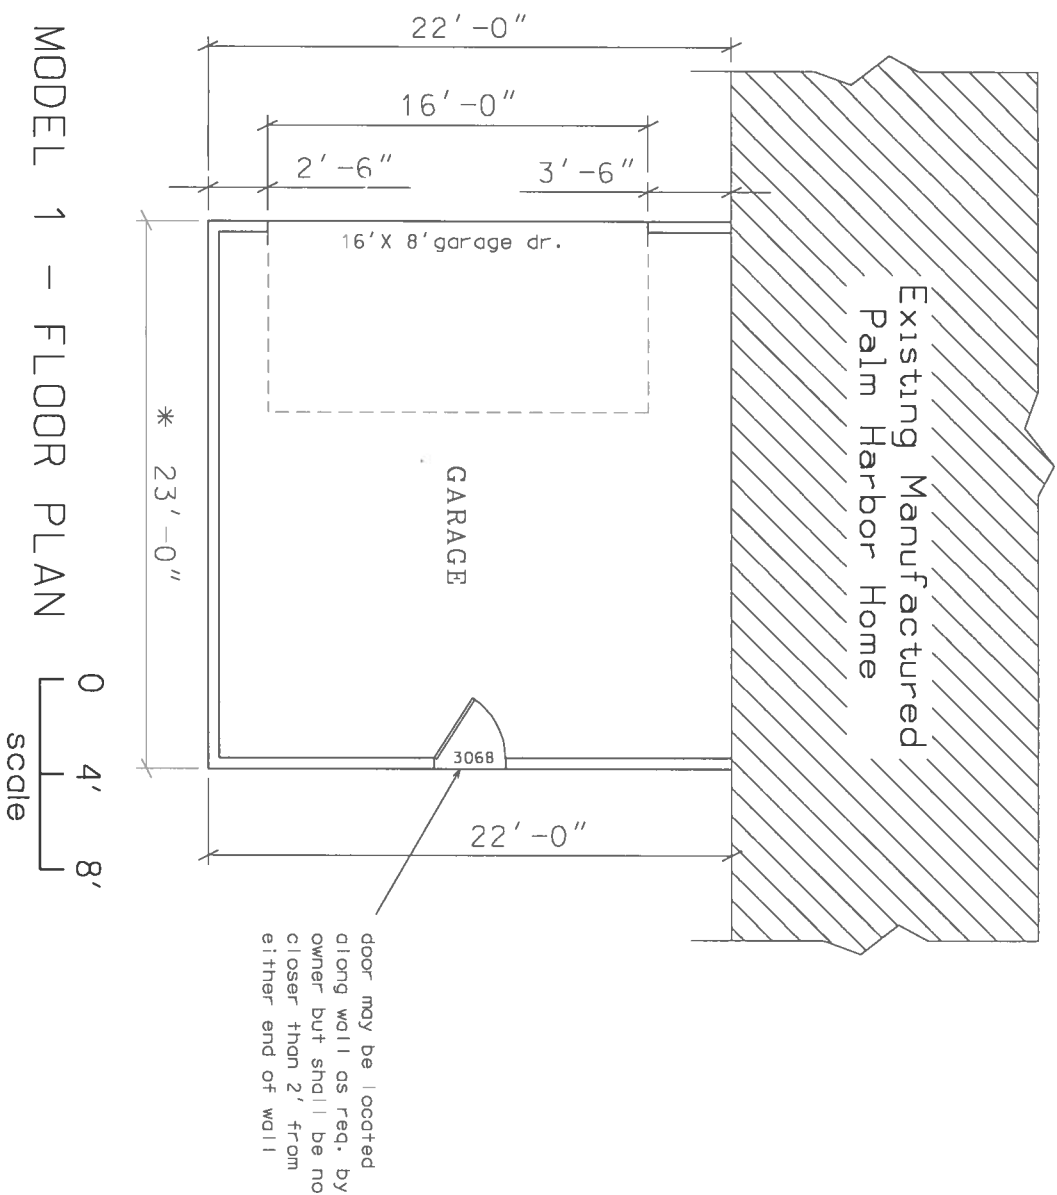 22'-0"
16'-0"
2'-6"
3'-6"
16'X 8'garage dr.
Existing Manufactured
Palm Harbor Home
GARAGE
* 23'-0"
3068
22'-0"
door may be located
along wall as req. by
owner but shall be no
closer than 2' from
either end of wall
MODEL 1 - FLOOR PLAN
0 4' 8'
scale